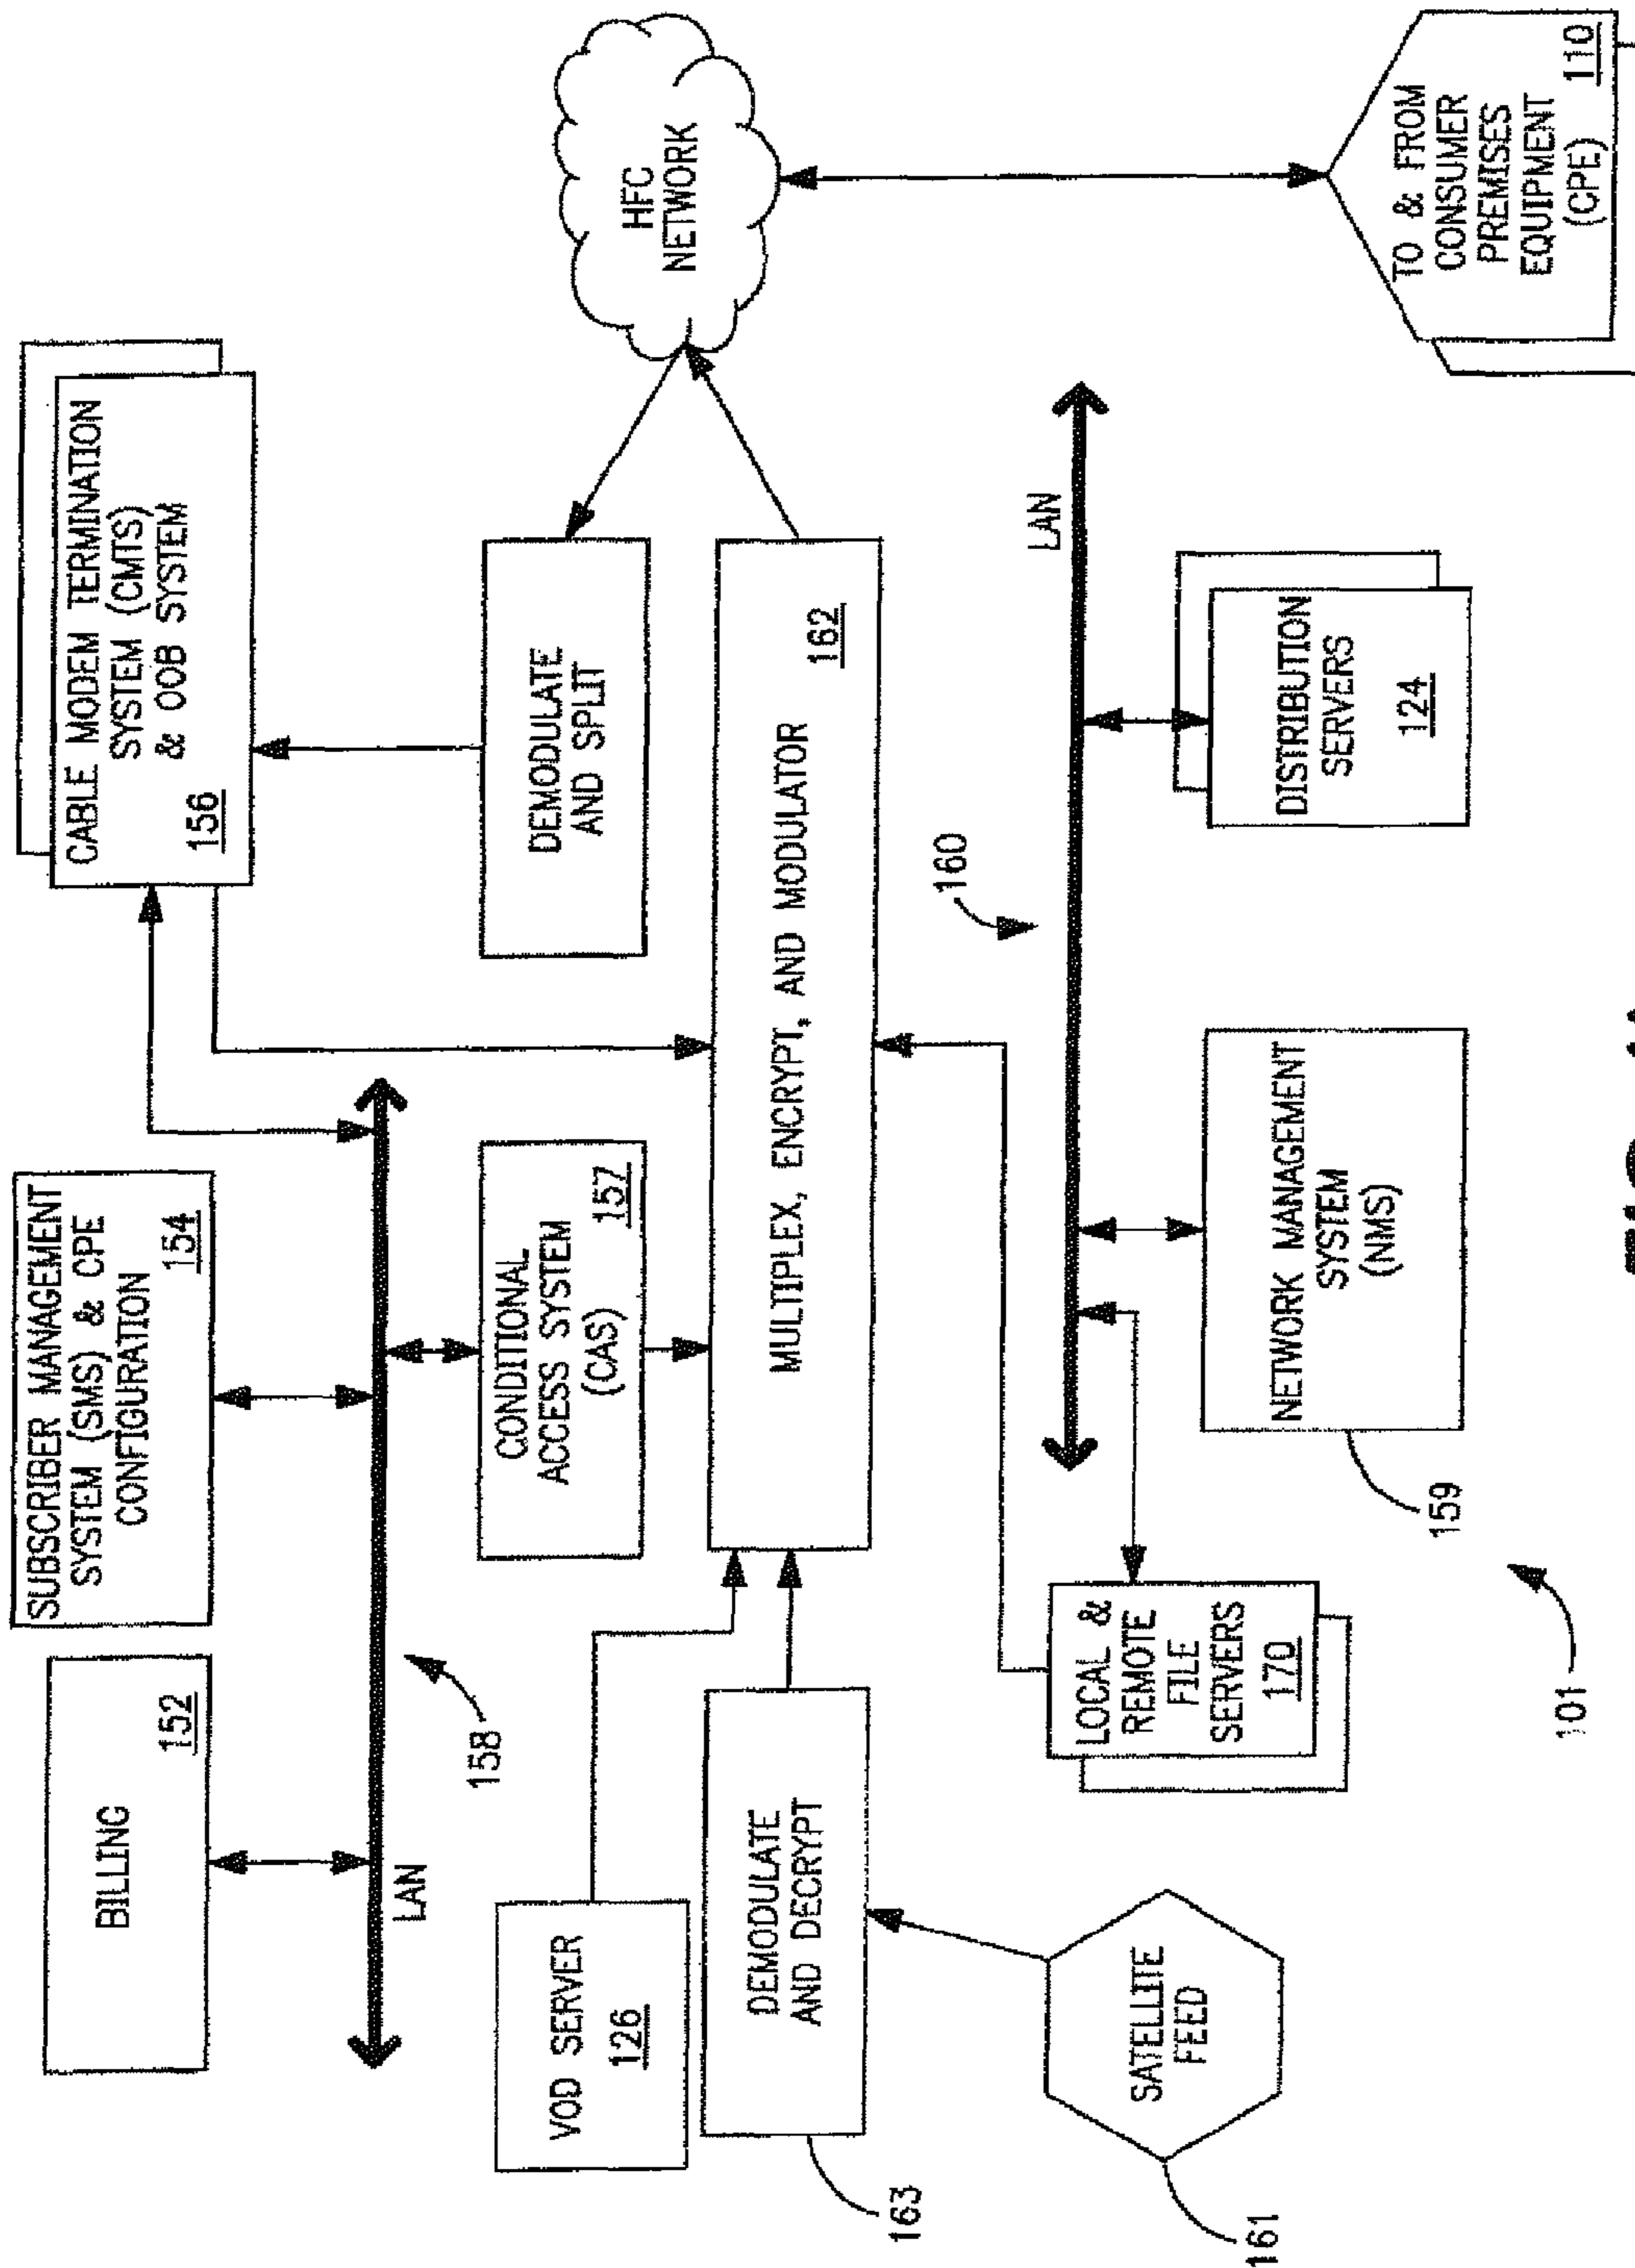 BILLING
152
SUBSCRIBER MANAGEMENT
SYSTEM (SMS) & CPE
CONFIGURATION
154
CABLE MODEM TERMINATION
SYSTEM (CMTS)
& OOB SYSTEM
156
LAN
158
VOD SERVER
126
CONDITIONAL
ACCESS SYSTEM
(CAS)
157
DEMODULATE
AND SPLIT
HFC
NETWORK
DEMODULATE
AND DECRYPT
163
MULTIPLEX, ENCRYPT, AND MODULATOR
162
160
LAN
SATELLITE
FEED
161
LOCAL &
REMOTE
FILE
SERVERS
170
NETWORK MANAGEMENT
SYSTEM
(NMS)
159
DISTRIBUTION
SERVERS
124
TO & FROM
CONSUMER
PREMISES
EQUIPMENT
(CPE)
110
101